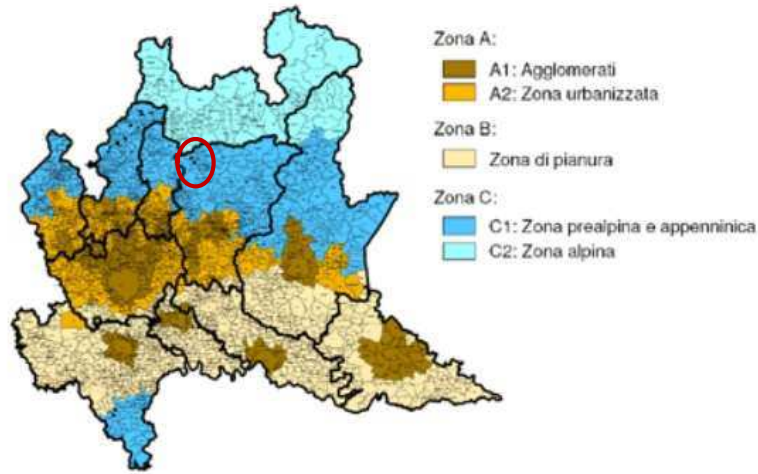 Zona A:
A1: Agglomerati
A2: Zona urbanizzata
Zona B:
Zona di pianura
Zona C:
C1: Zona prealpina e appenninica
C2: Zona alpina